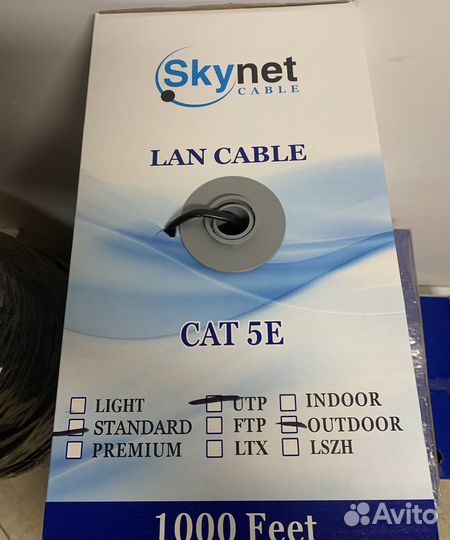 Skynet
CABLE
LAN CABLE
CAT 5E
LIGHT UTP INDOOR
STANDARD FTP OUTDOOR
PREMIUM LTX LSZH
1000 Feet
Avito